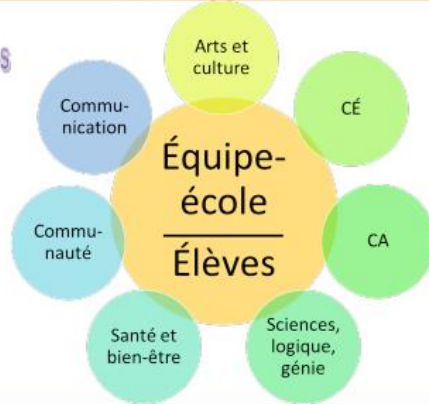 s
Arts et
culture
CÉ
CA
Sciences,
logique,
génie
Santé et
bien-être
Commu-
nauté
Commu-
nication
Équipe-
école
Élèves